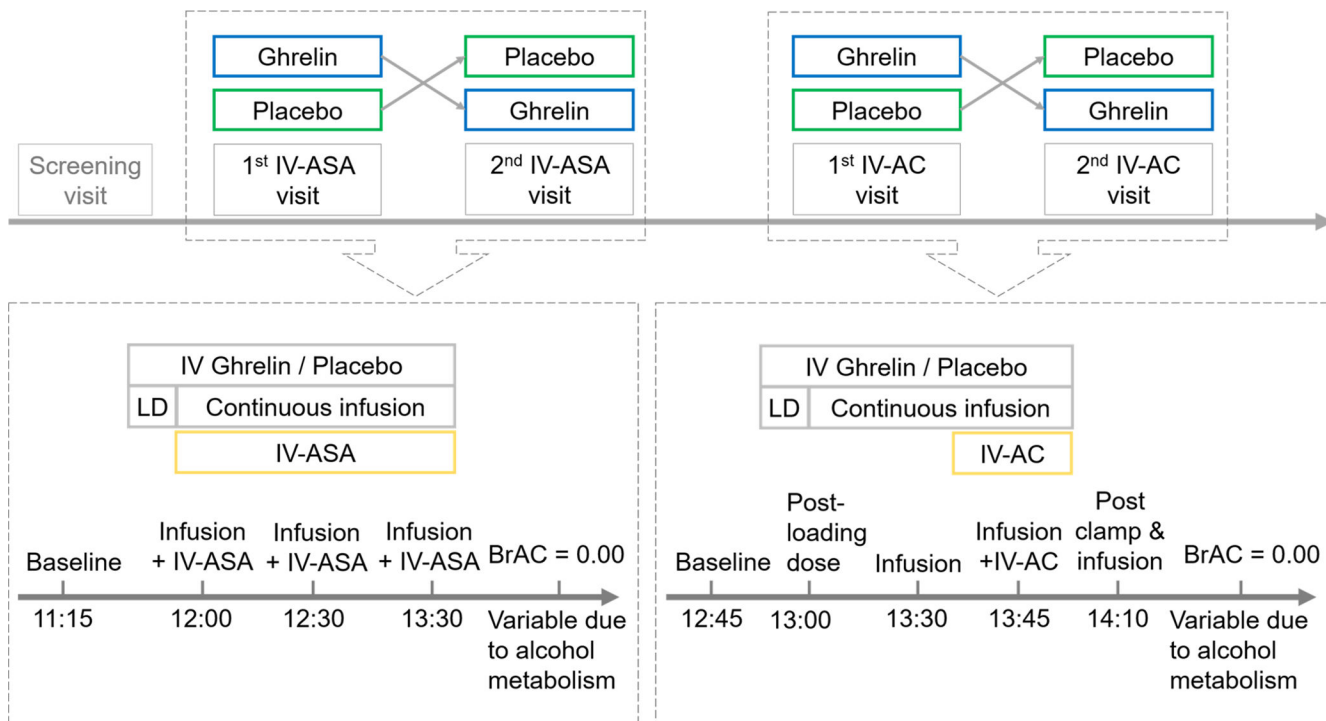 Ghrelin
Placebo
Ghrelin
Placebo
Placebo
Ghrelin
Placebo
Ghrelin
Screening
visit
1st IV-ASA
visit
2nd IV-ASA
visit
1st IV-AC
visit
2nd IV-AC
visit
IV Ghrelin / Placebo
LD
Continuous infusion
IV-ASA
Baseline
Infusion
+ IV-ASA
Infusion
+ IV-ASA
Infusion
+ IV-ASA
BrAC = 0.00
11:15
12:00
12:30
13:30
Variable due
to alcohol
metabolism
IV Ghrelin / Placebo
LD
Continuous infusion
IV-AC
Baseline
Post-
loading
dose
Infusion
Infusion
+IV-AC
Post
clamp &
infusion
BrAC = 0.00
12:45
13:00
13:30
13:45
14:10
Variable due
to alcohol
metabolism